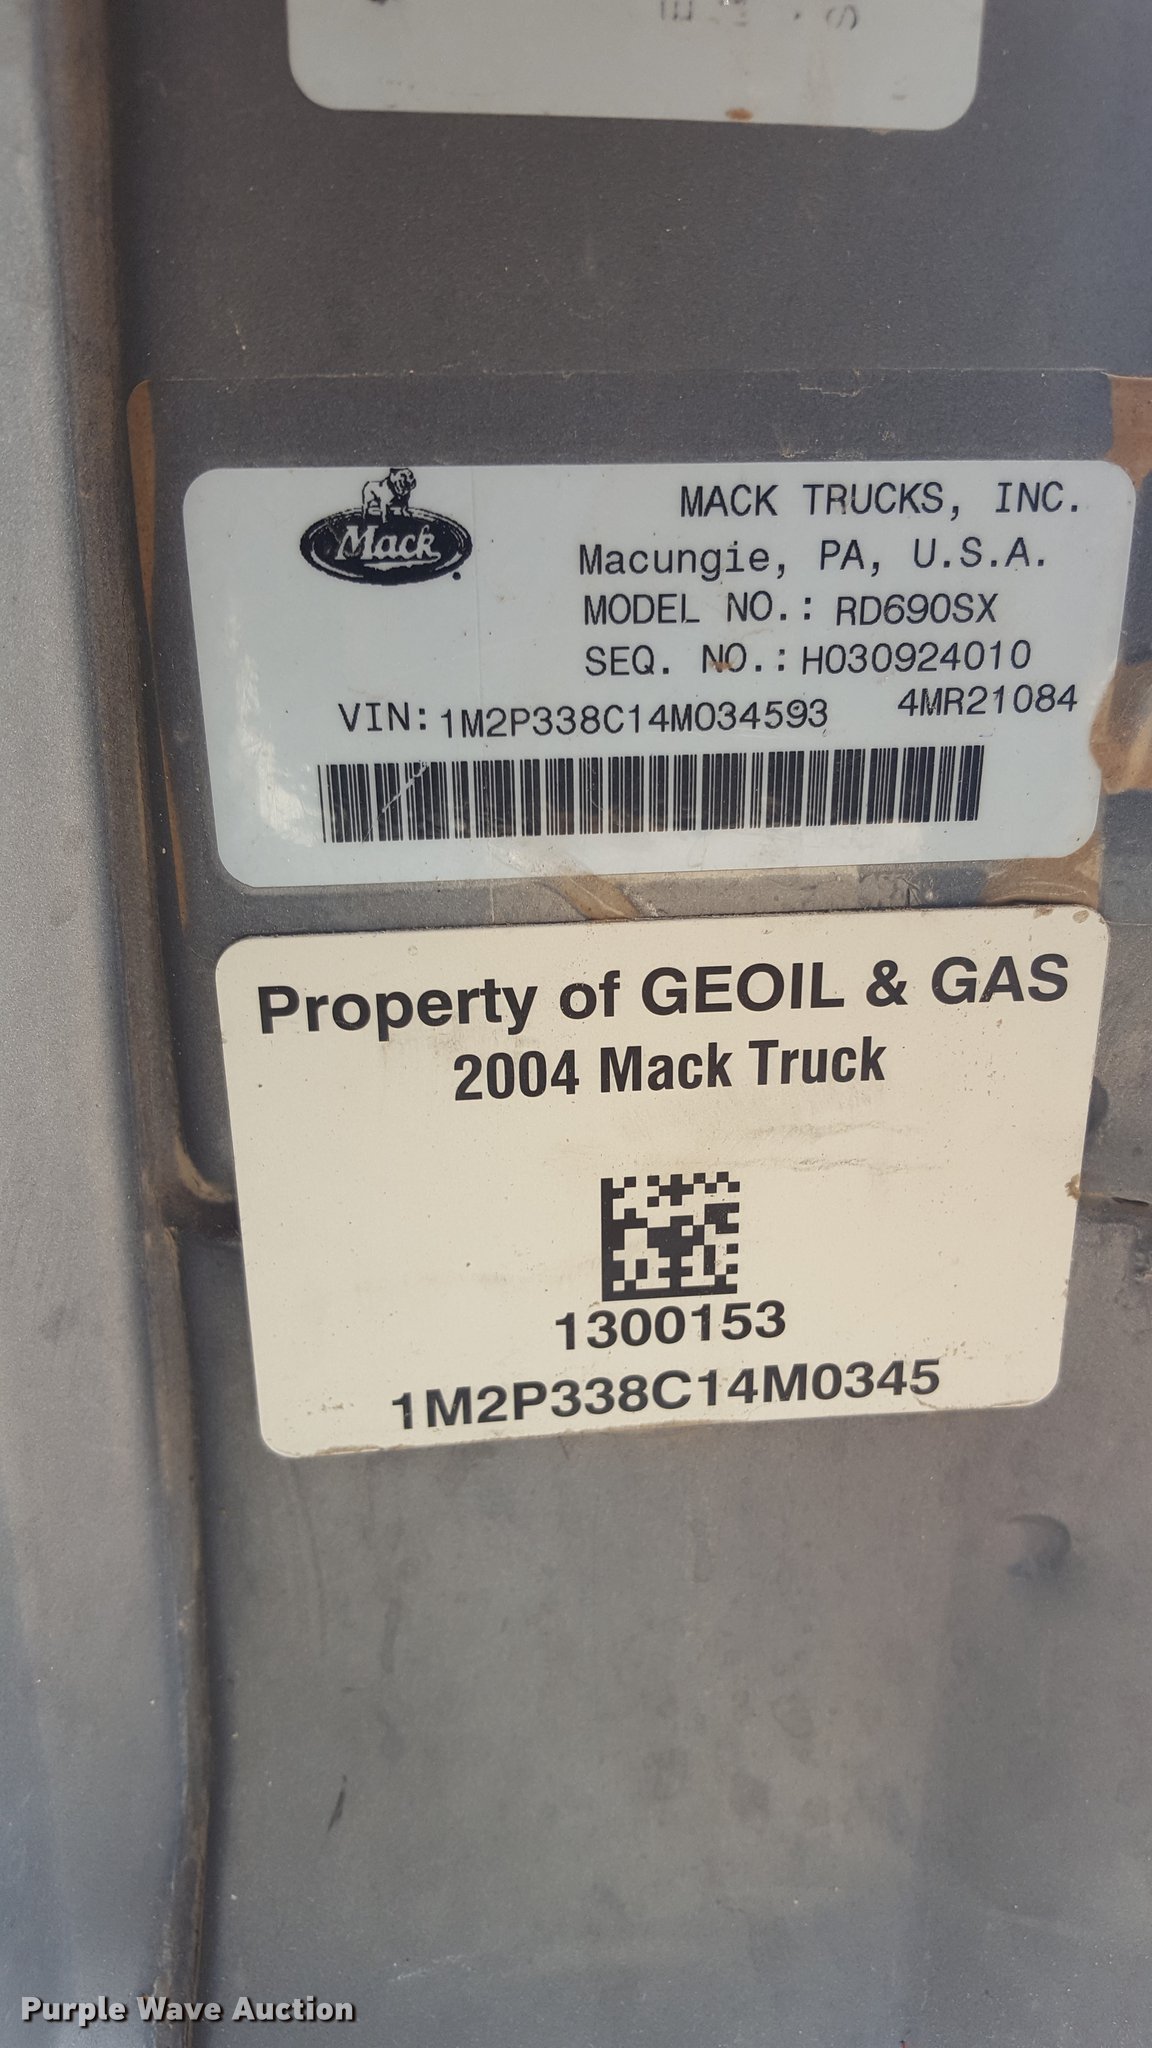 Mack
MACK TRUCKS, INC.
Macungie, PA, U.S.A.
MODEL NO.: RD690SX
SEQ. NO.: H030924010
4MR21084
VIN: 1M2P338C14M034593
Property of GEOIL & GAS
2004 Mack Truck
1300153
1M2P338C14M0345
Purple Wave Auction